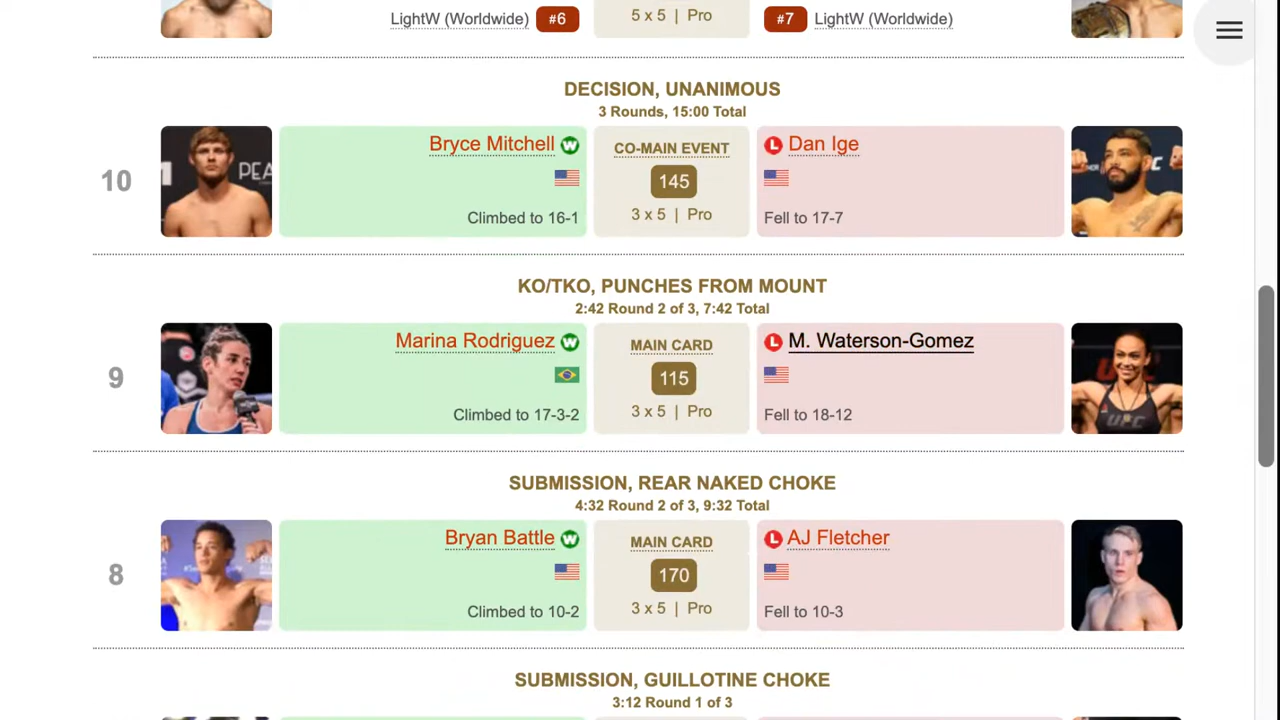 LightW (Worldwide) #6 5 x 5 | Pro #7 LightW (Worldwide)
DECISION, UNANIMOUS
3 Rounds, 15:00 Total
10
Bryce Mitchell W
Climbed to 16-1
CO-MAIN EVENT
145
3 x 5 | Pro
L Dan Ige
Fell to 17-7
KO/TKO, PUNCHES FROM MOUNT
2:42 Round 2 of 3, 7:42 Total
9
Marina Rodriguez W
Climbed to 17-3-2
MAIN CARD
115
3 x 5 | Pro
L M. Waterson-Gomez
Fell to 18-12
UFC
SUBMISSION, REAR NAKED CHOKE
4:32 Round 2 of 3, 9:32 Total
8
Bryan Battle W
Climbed to 10-2
MAIN CARD
170
3 x 5 | Pro
L AJ Fletcher
Fell to 10-3
SUBMISSION, GUILLOTINE CHOKE
3:12 Round 1 of 3